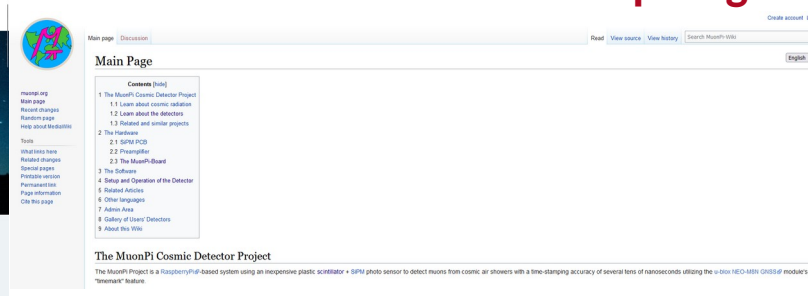 Create account
Main page Discussion Read View source View history Search MuonPi-Wiki
Main Page
English
muonpi.org
Main page
Recent changes
Random page
Help about MediaWiki
Tools
What links here
Related changes
Special pages
Printable version
Permanent link
Page information
Cite this page
Contents [hide]
1 The MuonPi Cosmic Detector Project
1.1 Learn about cosmic radiation
1.2 Learn about the detectors
1.3 Related and similar projects
2 The Hardware
2.1 SiPM PCB
2.2 Preamplifier
2.3 The MuonPi-Board
3 The Software
4 Setup and Operation of the Detector
5 Related Articles
6 Other languages
7 Admin Area
8 Gallery of Users' Detectors
9 About this Wiki
The MuonPi Cosmic Detector Project
The MuonPi Project is a RaspberryPi-based system using an inexpensive plastic scintillator + SiPM photo sensor to detect muons from cosmic air showers with a time-stamping accuracy of several tens of nanoseconds utilizing the u-blox NEO-M8N GNSS module's
"timemark" feature.